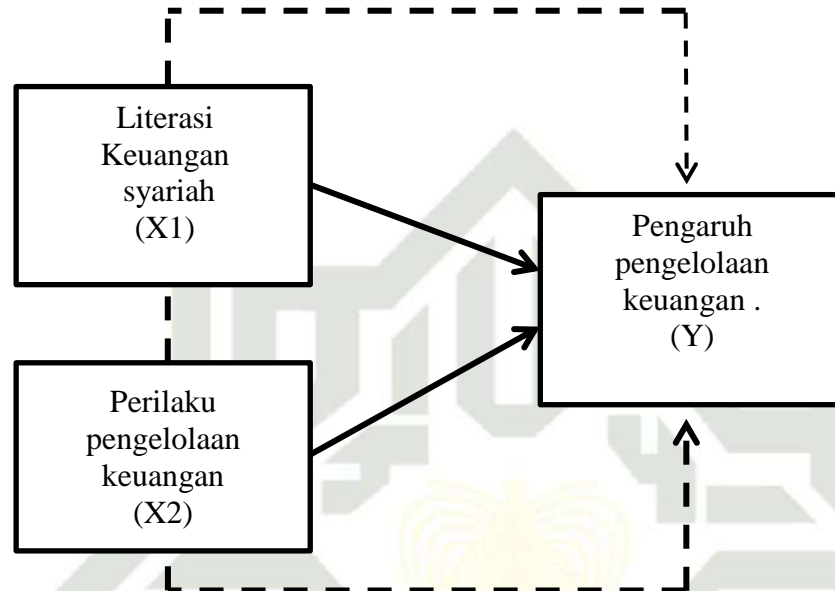 Literasi
Keuangan
syariah
(X1)
Pengaruh
pengelolaan
keuangan .
(Y)
Perilaku
pengelolaan
keuangan
(X2)